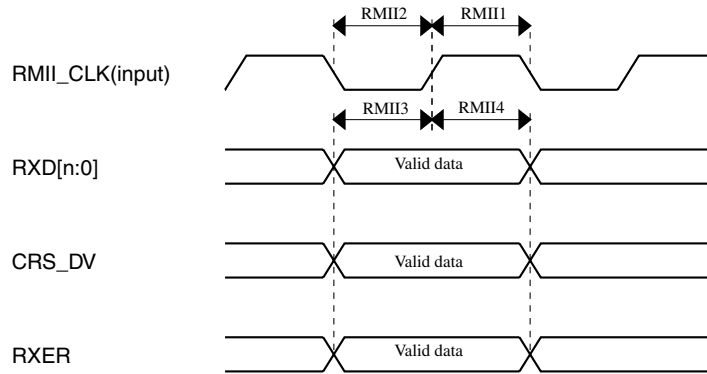 RMII2 RMII1
RMII_CLK(input)
RMII3 RMII4
RXD[n:0] Valid data
CRS_DV Valid data
RXER Valid data